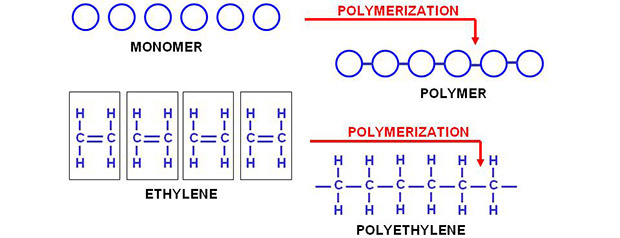 POLYMERIZATION
MONOMER
POLYMER
H H H H H H H H
C=C C=C C=C C=C
H H H H H H H H
ETHYLENE
POLYMERIZATION
H H H H H H
—C—C—C—C—C—C—
H H H H H H
POLYETHYLENE